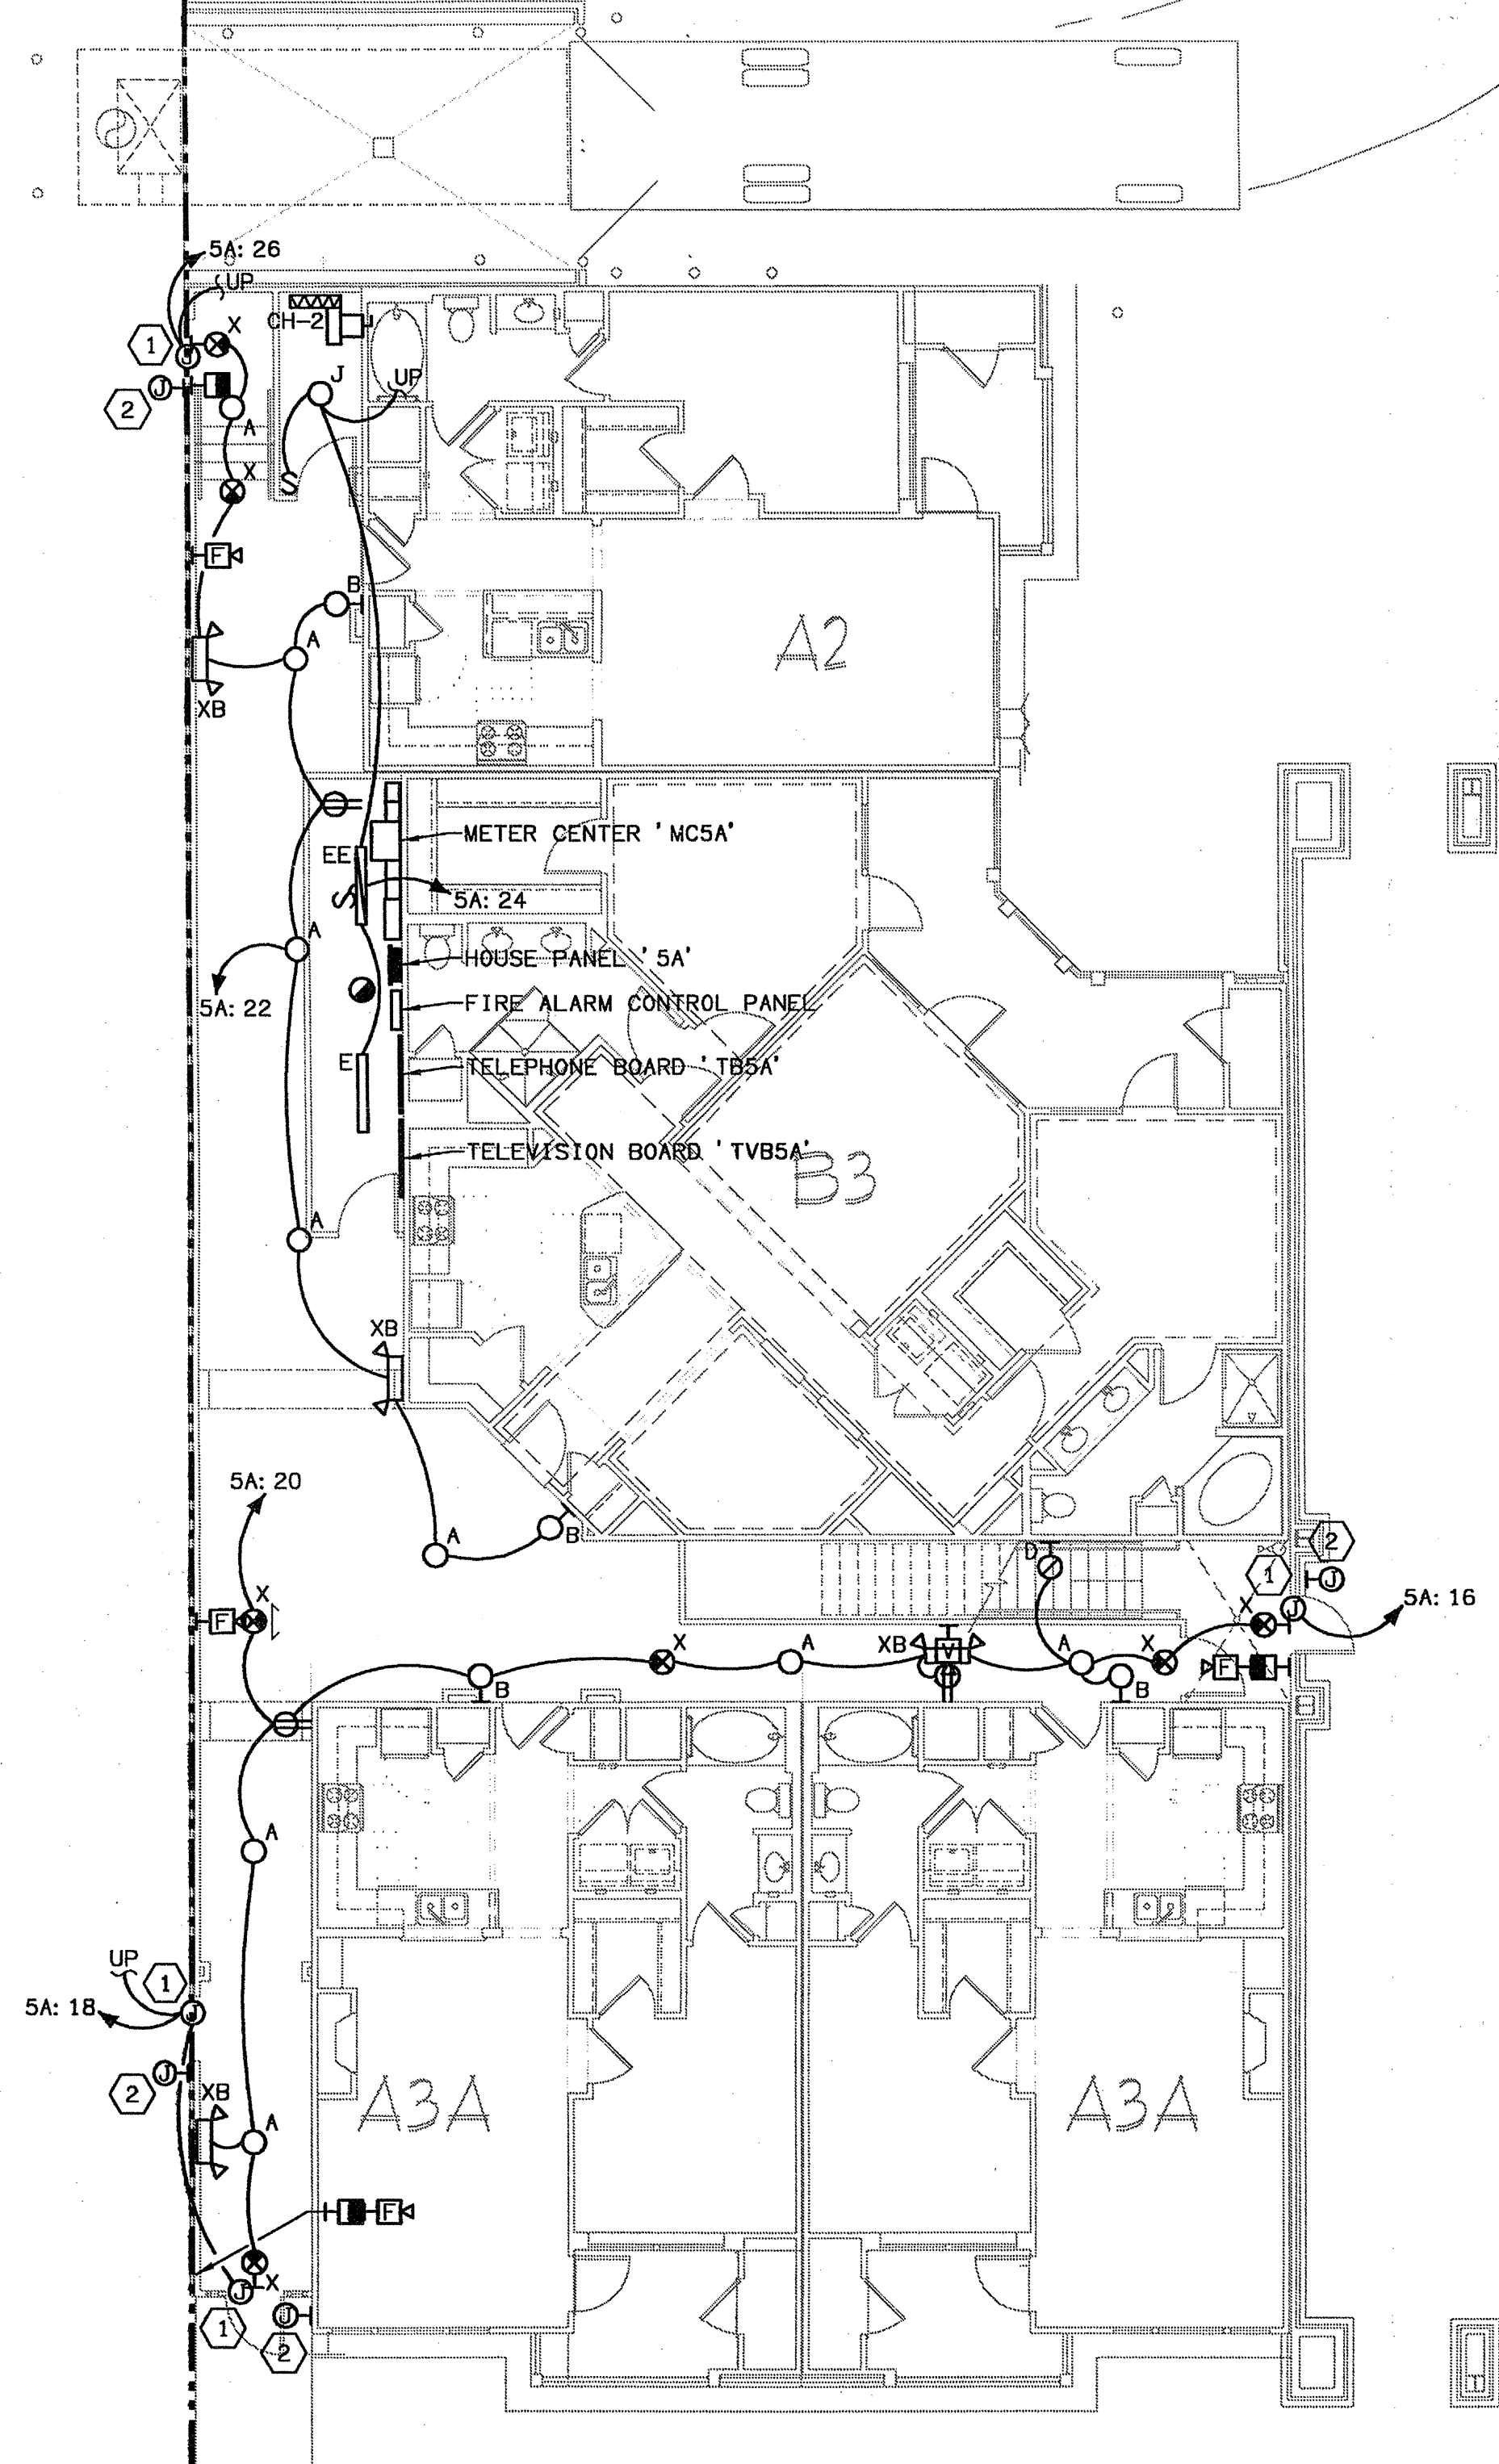 5A: 26
UP
X
CH-2
1
J
J
UP
J
2
A
X
S
F
B
A
XB
A2
METER CENTER 'MC5A'
EE
S
5A: 24
A
HOUSE PANEL '5A'
5A: 22
FIRE ALARM CONTROL PANEL
E
TELEPHONE BOARD 'TB5A'
TELEVISION BOARD 'TVB5A'
B3
A
XB
5A: 20
A
B
D
2
1
J
X
F
X
J
5A: 16
X
A
XB
V
A
X
F
B
B
A
UP
1
5A: 18
J
J
2
XB
A
A3A
A3A
F
X
J
1
J
2